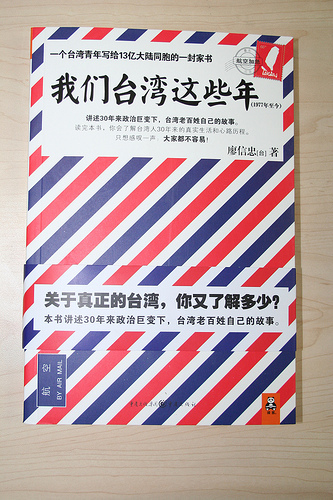 一个台湾青年写给13亿大陆同胞的一封家书
航空加
我们台湾这些年
(1977年至今)
讲述30年来政治巨变下，台湾老百姓自己的故事。
读完本书，你会了解台湾人30年来的真实生活和心路历程。
只想感叹一声：大家都不容易！
廖信忠[台] 著
关于真正的台湾，你又了解多少？
本书讲述30年来政治巨变下，台湾老百姓自己的故事。
航空
BY AIR MAIL